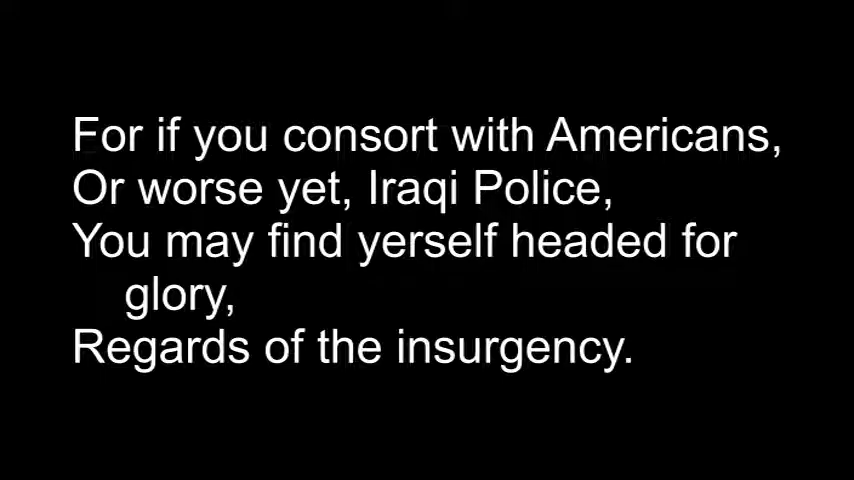 For if you consort with Americans,
Or worse yet, Iraqi Police,
You may find yerself headed for
glory,
Regards of the insurgency.